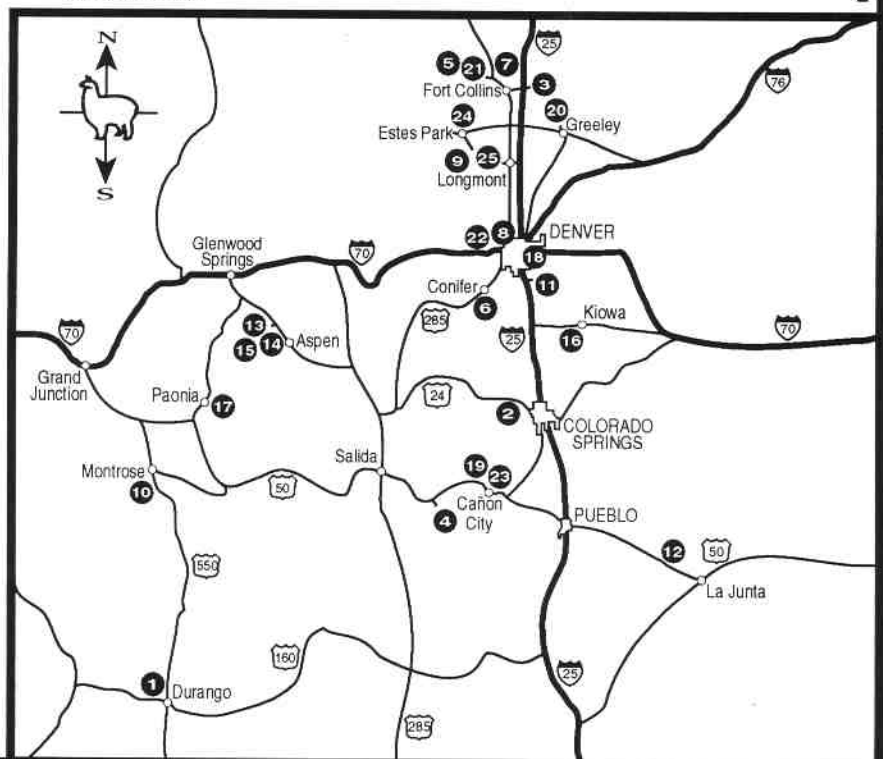 N
S
25
76
5
21
7
Fort Collins
3
24
20
Estes Park
Greeley
9
25
Longmont
22
8
DENVER
18
Glenwood
Springs
70
Conifer
6
11
285
Kiowa
16
25
70
70
13
15
14
Aspen
Grand
Junction
Paonia
17
24
2
COLORADO
SPRINGS
Montrose
10
50
Salida
19
23
Cañon
City
4
PUEBLO
12
50
La Junta
550
160
1
Durango
285
25